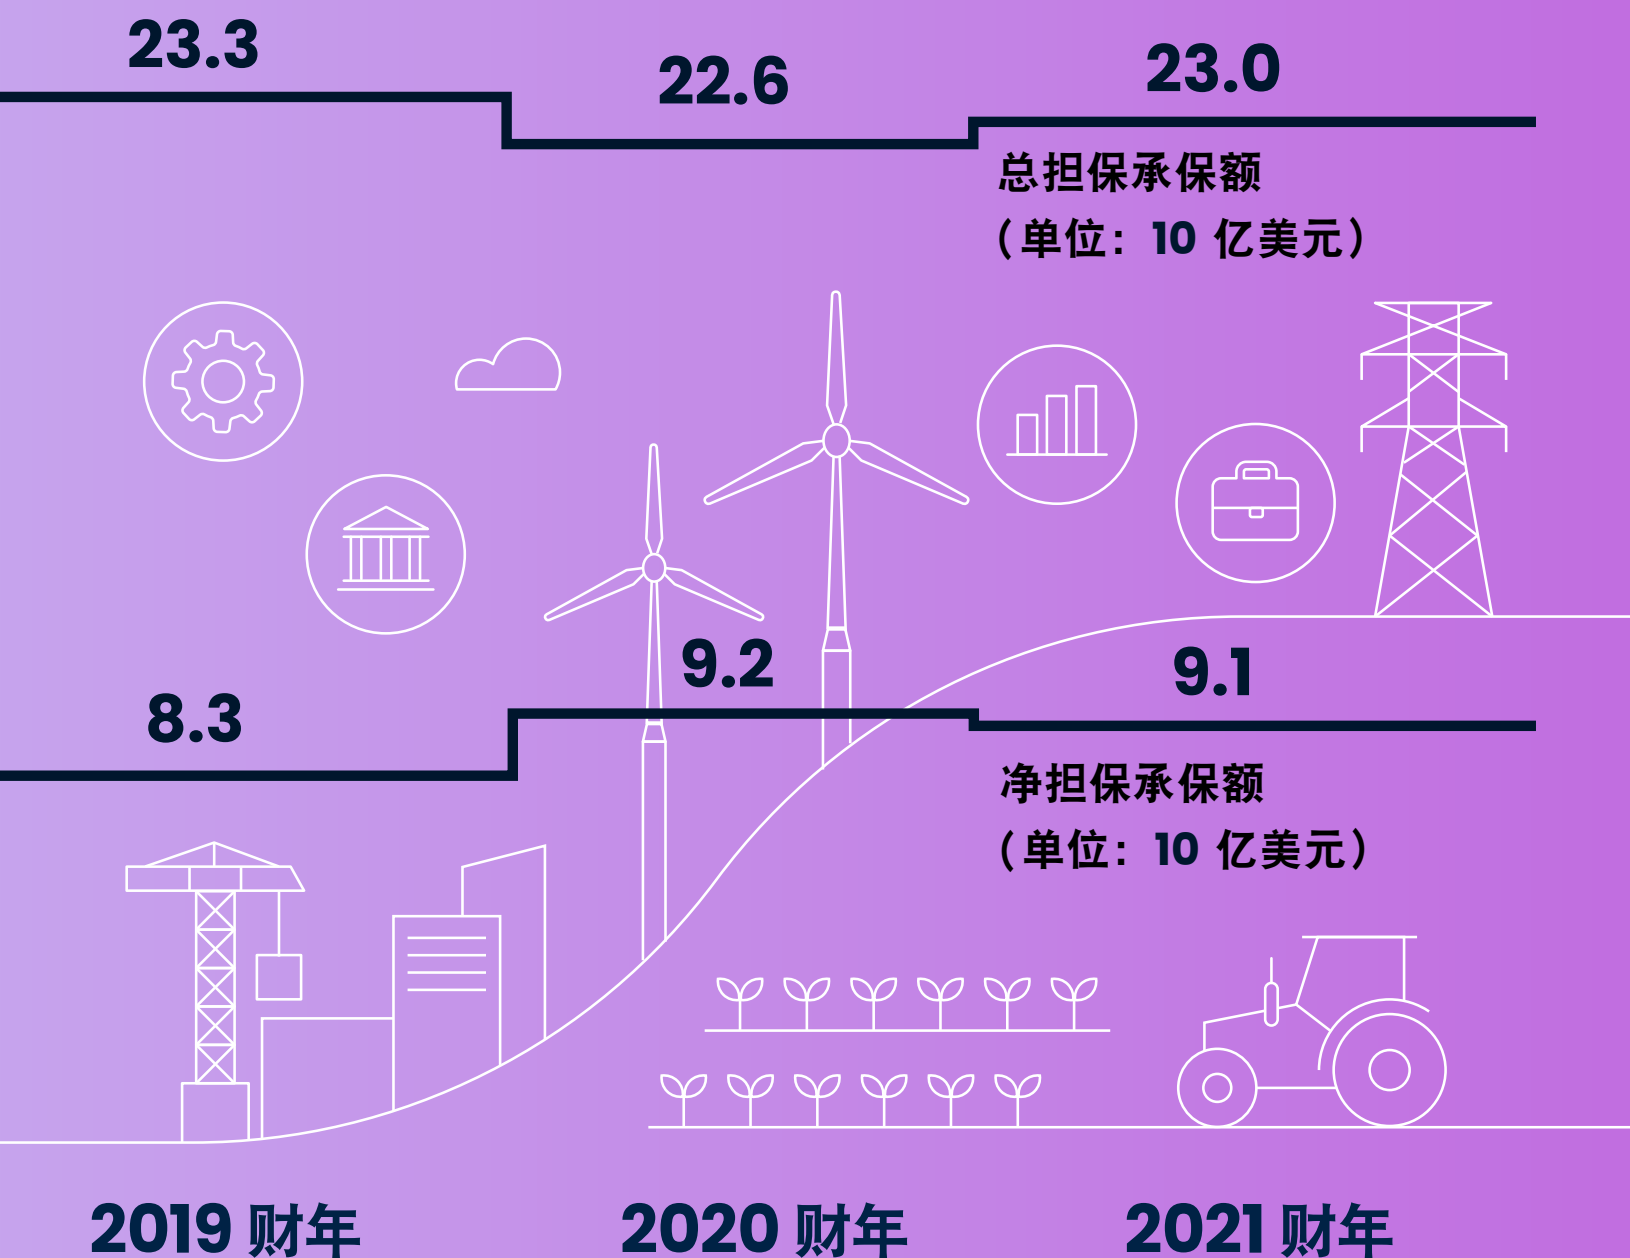 23.3
22.6
23.0
总担保承保额
（单位：10 亿美元）
8.3
9.2
9.1
净担保承保额
（单位：10 亿美元）
2019 财年
2020 财年
2021 财年